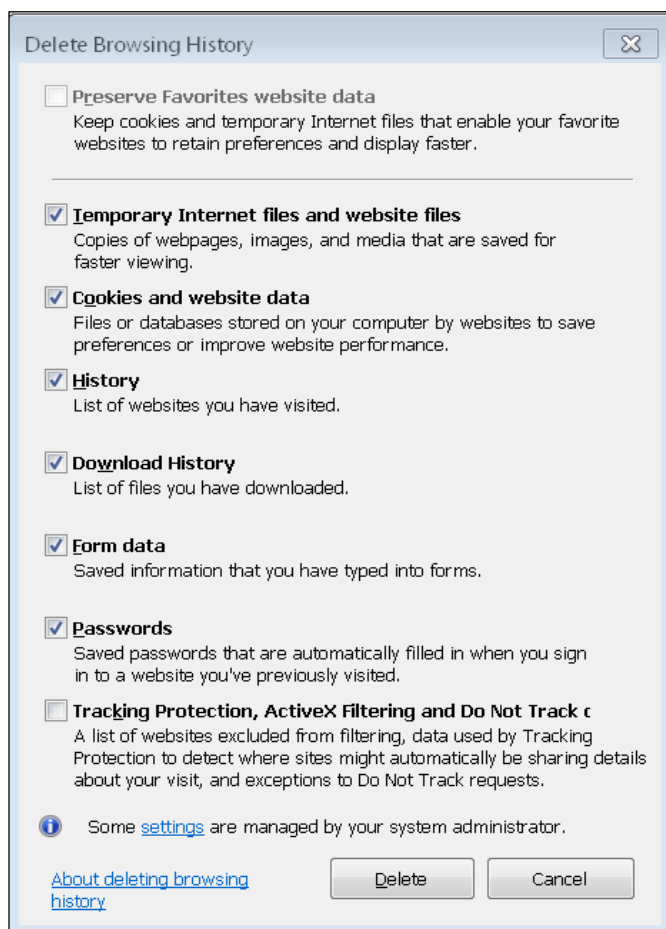 Delete Browsing History
Preserve Favorites website data
Keep cookies and temporary Internet files that enable your favorite
websites to retain preferences and display faster.
Temporary Internet files and website files
Copies of webpages, images, and media that are saved for
faster viewing.
Cookies and website data
Files or databases stored on your computer by websites to save
preferences or improve website performance.
History
List of websites you have visited.
Download History
List of files you have downloaded.
Form data
Saved information that you have typed into forms.
Passwords
Saved passwords that are automatically filled in when you sign
in to a website you've previously visited.
Tracking Protection, ActiveX Filtering and Do Not Track
A list of websites excluded from filtering, data used by Tracking
Protection to detect where sites might automatically be sharing details
about your visit, and exceptions to Do Not Track requests.
Some settings are managed by your system administrator.
About deleting browsing
history
Delete
Cancel